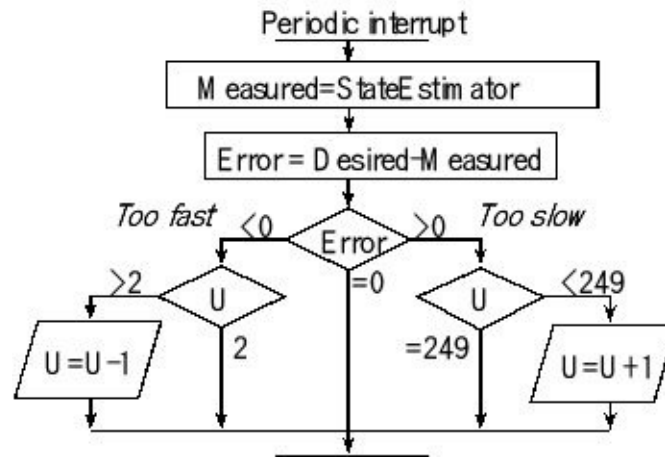 Periodic interrupt
Measured=StateEstimator
Error = Desired-Measured
Too fast <0 Error >0 Too slow
=0
>2 U U <249
2 =249
U=U-1 U=U+1